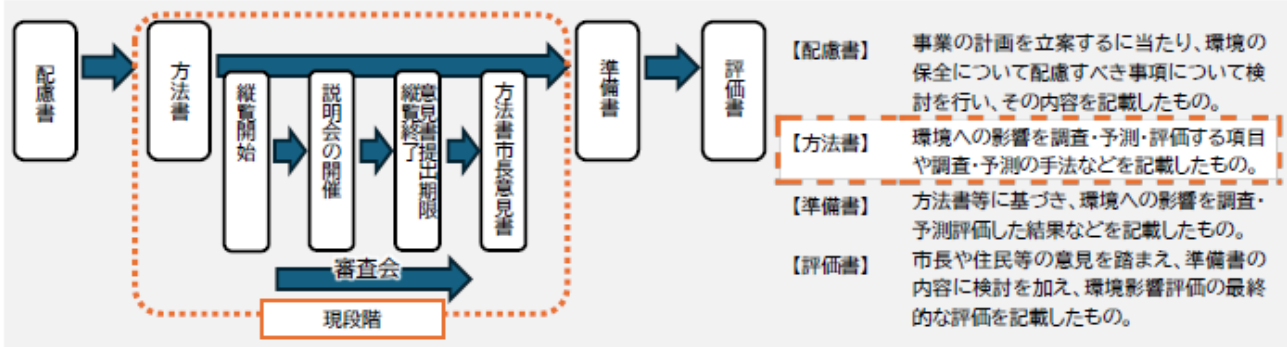 配慮書
方法書
縦覧開始
説明会の開催
意見書提出期限
縦覧終了
方法書市長意見書
審査会
現段階
準備書
評価書
【配慮書】 事業の計画を立案するに当たり、環境の
保全について配慮すべき事項について検
討を行い、その内容を記載したもの。
【方法書】 環境への影響を調査・予測・評価する項目
や調査・予測の手法などを記載したもの。
【準備書】 方法書等に基づき、環境への影響を調査・
予測評価した結果などを記載したもの。
【評価書】 市長や住民等の意見を踏まえ、準備書の
内容に検討を加え、環境影響評価の最終
的な評価を記載したもの。